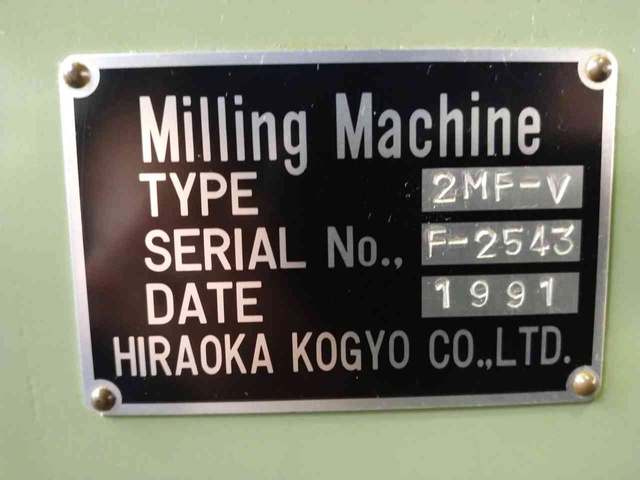 Milling Machine
TYPE 2MF-V
SERIAL No., F-2543
DATE 1991
HIRAOKA KOGYO CO.,LTD.